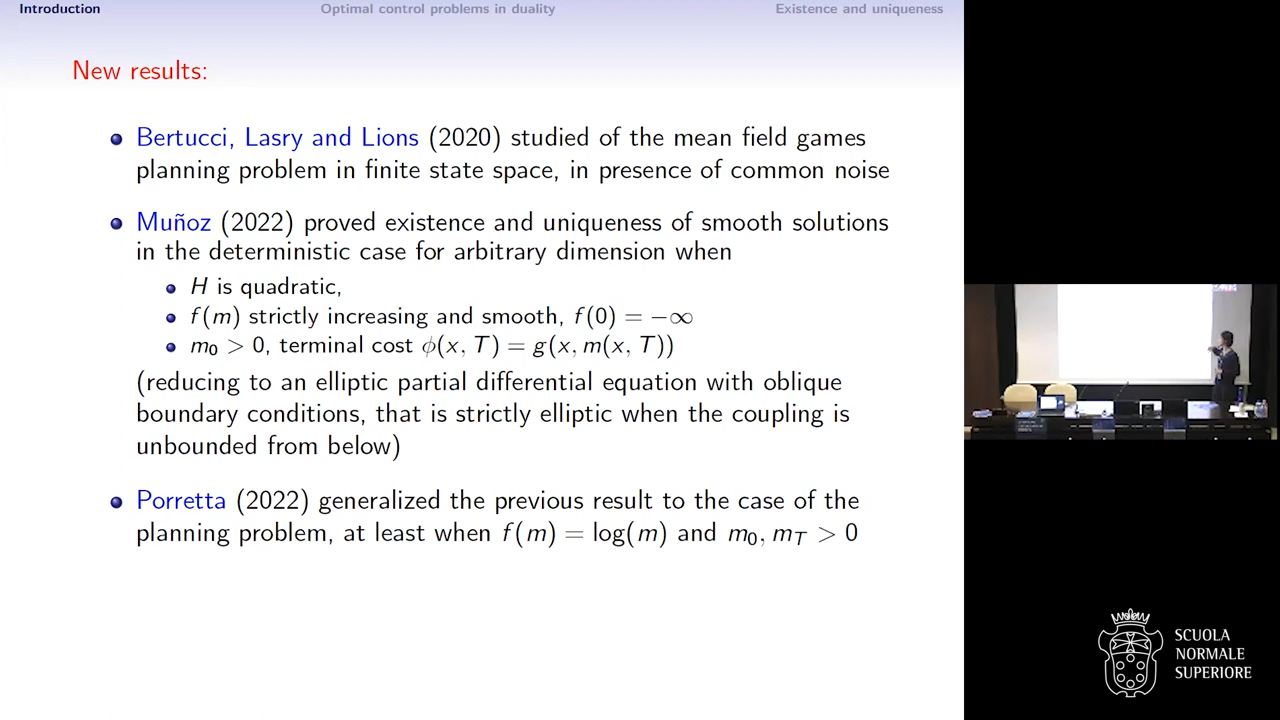 Introduction Optimal control problems in duality Existence and uniqueness
New results:
Bertucci, Lasry and Lions (2020) studied of the mean field games
planning problem in finite state space, in presence of common noise
Muñoz (2022) proved existence and uniqueness of smooth solutions
in the deterministic case for arbitrary dimension when
H is quadratic,
f(m) strictly increasing and smooth, f(0) = −∞
m₀ > 0, terminal cost ϕ(x, T) = g(x, m(x, T))
(reducing to an elliptic partial differential equation with oblique
boundary conditions, that is strictly elliptic when the coupling is
unbounded from below)
Porretta (2022) generalized the previous result to the case of the
planning problem, at least when f(m) = log(m) and m₀, m_T > 0
SCUOLA
NORMALE
SUPERIORE